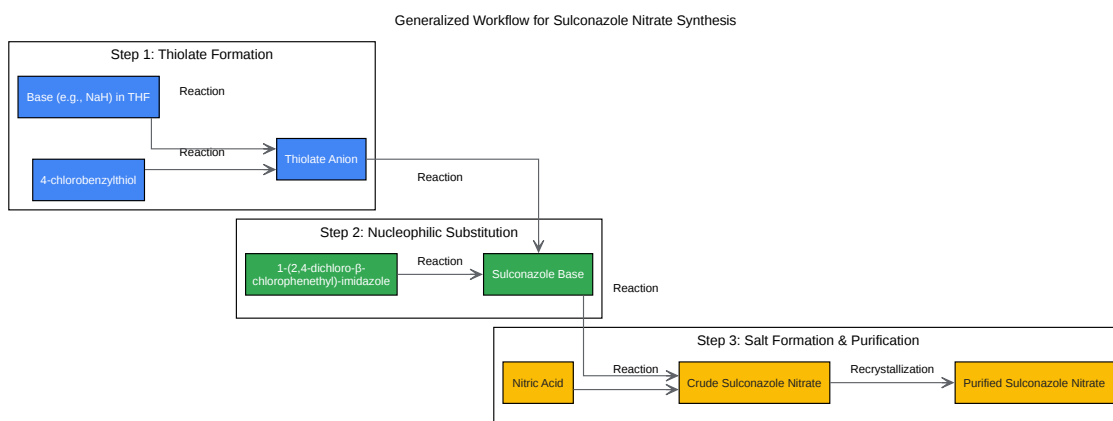 Generalized Workflow for Sulconazole Nitrate Synthesis
Step 1: Thiolate Formation
Base (e.g., NaH) in THF
Reaction
Reaction
4-chlorobenzylthiol
Thiolate Anion
Reaction
Step 2: Nucleophilic Substitution
1-(2,4-dichloro-β-
chlorophenethyl)-imidazole
Reaction
Sulconazole Base
Reaction
Step 3: Salt Formation & Purification
Nitric Acid
Reaction
Crude Sulconazole Nitrate
Recrystallization
Purified Sulconazole Nitrate